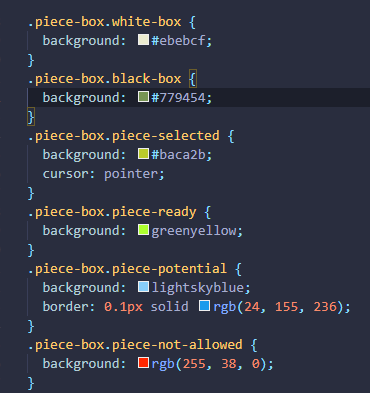 .piece-box.white-box {
background: #ebebcf;
}
.piece-box.black-box {
background: #779454;
}
.piece-box.piece-selected {
background: #baca2b;
cursor: pointer;
}
.piece-box.piece-ready {
background: greenyellow;
}
.piece-box.piece-potential {
background: lightskyblue;
border: 0.1px solid rgb(24, 155, 236);
}
.piece-box.piece-not-allowed {
background: rgb(255, 38, 0);
}